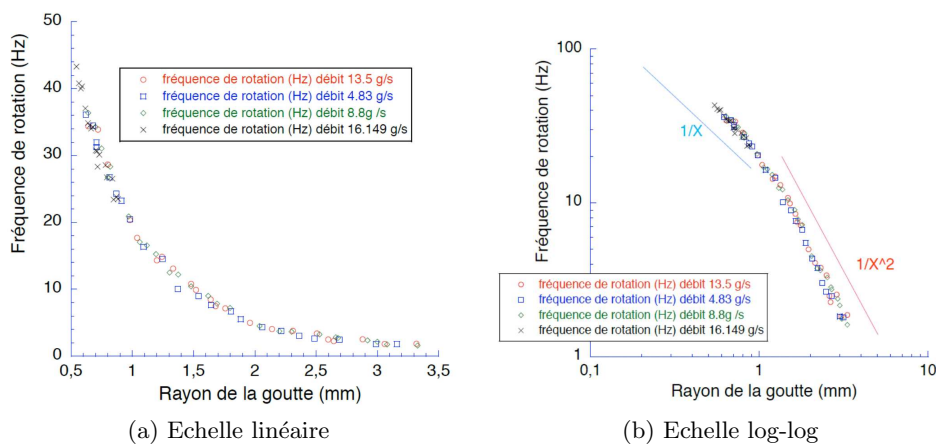 50
40
30
20
10
0
Fréquence de rotation (Hz)
fréquence de rotation (Hz) débit 13.5 g/s
fréquence de rotation (Hz) débit 4.83 g/s
fréquence de rotation (Hz) débit 8.8g /s
fréquence de rotation (Hz) débit 16.149 g/s
0,5 1 1,5 2 2,5 3 3,5
Rayon de la goutte (mm)
(a) Echelle linéaire
100
10
1
Fréquence de rotation (Hz)
1/X
1/X^2
fréquence de rotation (Hz) débit 13.5 g/s
fréquence de rotation (Hz) débit 4.83 g/s
fréquence de rotation (Hz) débit 8.8g /s
fréquence de rotation (Hz) débit 16.149 g/s
0,1 1 10
Rayon de la goutte (mm)
(b) Echelle log-log